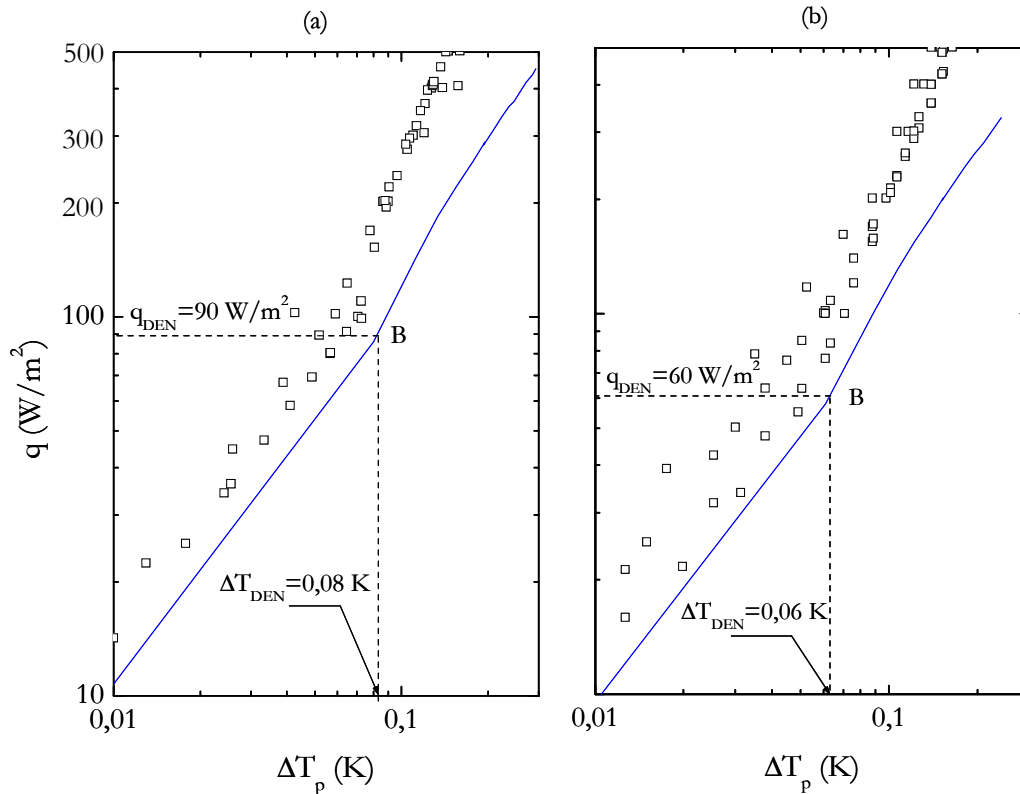 (a)
500
300
200
100
10
q (W/m²)
q_DEN=90 W/m²
B
ΔT_DEN=0,08 K
0,01
0,1
ΔT_p (K)
(b)
q_DEN=60 W/m²
B
ΔT_DEN=0,06 K
0,01
0,1
ΔT_p (K)